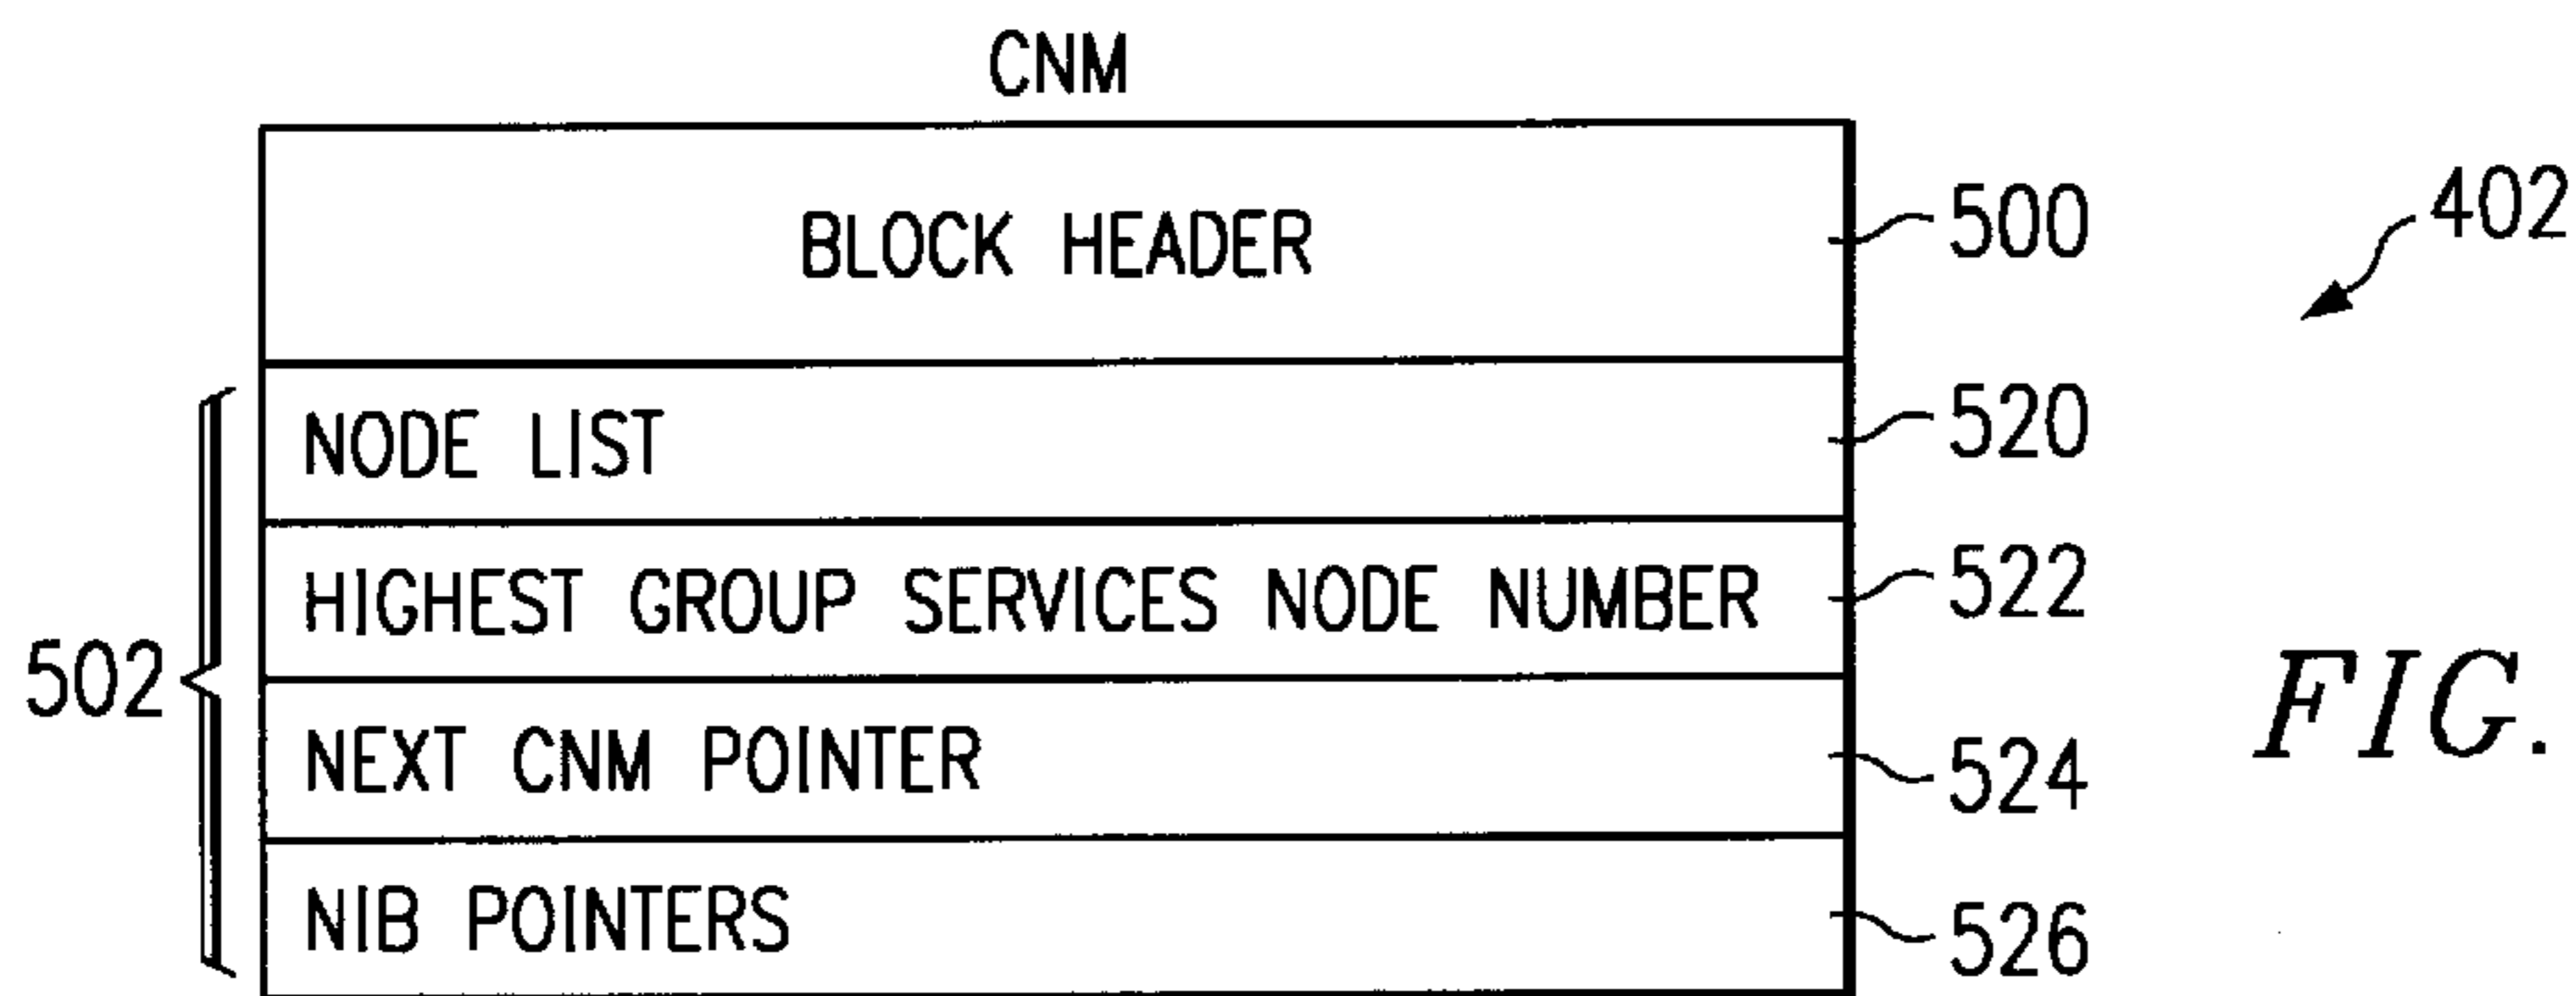 CNM
BLOCK HEADER
500
402
NODE LIST
520
HIGHEST GROUP SERVICES NODE NUMBER
522
502
FIG.
NEXT CNM POINTER
524
NIB POINTERS
526